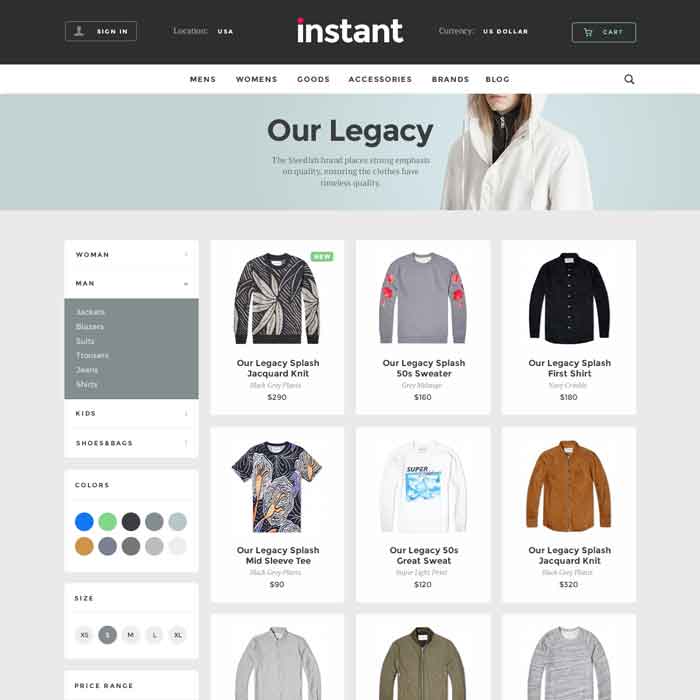 SIGN IN
Location: USA
instant
Currency: US DOLLAR
CART
MENS WOMENS GOODS ACCESSORIES BRANDS BLOG
Our Legacy
The Swedish brand places strong emphasis
on quality, ensuring the clothes have
timeless quality.
WOMAN
MAN
Jackets
Blazers
Suits
Trousers
Jeans
Shirts
KIDS
SHOES&BAGS
COLORS
SIZE
XS S M L XL
PRICE RANGE
NEW
Our Legacy Splash
Jacquard Knit
Black Grey Plants
$290
Our Legacy Splash
50s Sweater
Grey Melange
$160
Our Legacy Splash
First Shirt
Navy Crinkle
$180
Our Legacy Splash
Mid Sleeve Tee
Black Grey Plants
$90
SUPER
Our Legacy 50s
Great Sweat
Super Light Print
$120
Our Legacy Splash
Jacquard Knit
Black Grey Plants
$320